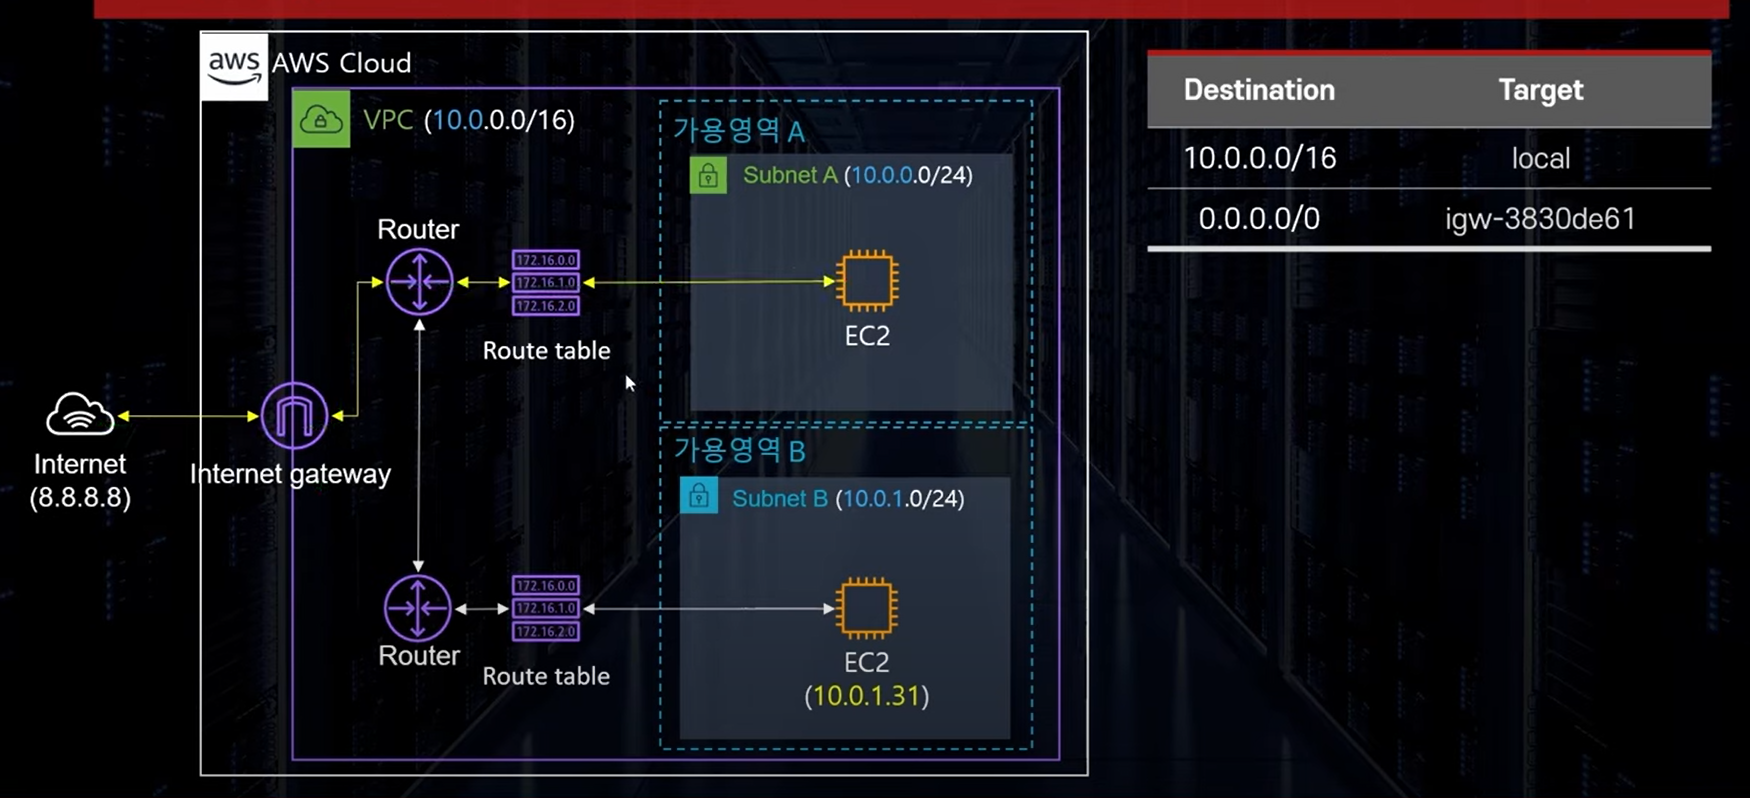 aws
AWS Cloud
VPC (10.0.0.0/16)
가용영역 A
Subnet A (10.0.0.0/24)
Router
172.16.0.0
172.16.1.0
172.16.2.0
Route table
EC2
Internet
(8.8.8.8)
Internet gateway
가용영역 B
Subnet B (10.0.1.0/24)
172.16.0.0
172.16.1.0
172.16.2.0
Router
Route table
EC2
(10.0.1.31)
Destination Target
10.0.0.0/16 local
0.0.0.0/0 igw-3830de61